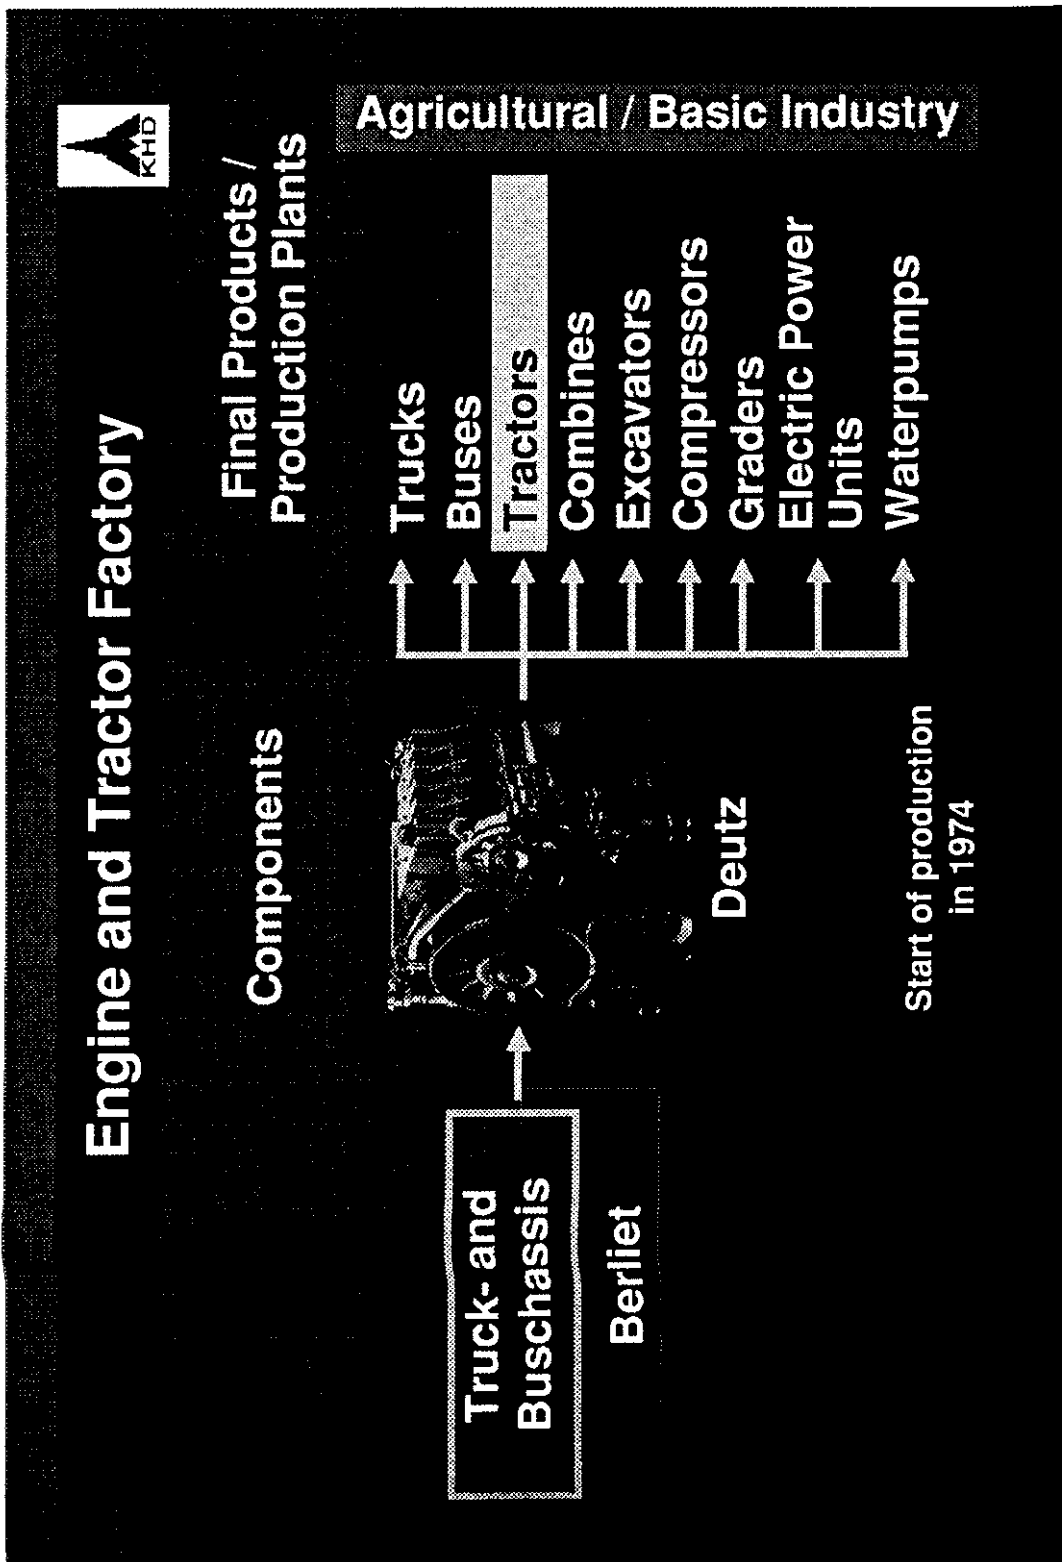 Engine and Tractor Factory
KHD
Components
Final Products /
Production Plants
Truck- and
Buschassis
Berliet
Deutz
Start of production
in 1974
Trucks
Buses
Tractors
Combines
Excavators
Compressors
Graders
Electric Power
Units
Waterpumps
Agricultural / Basic Industry